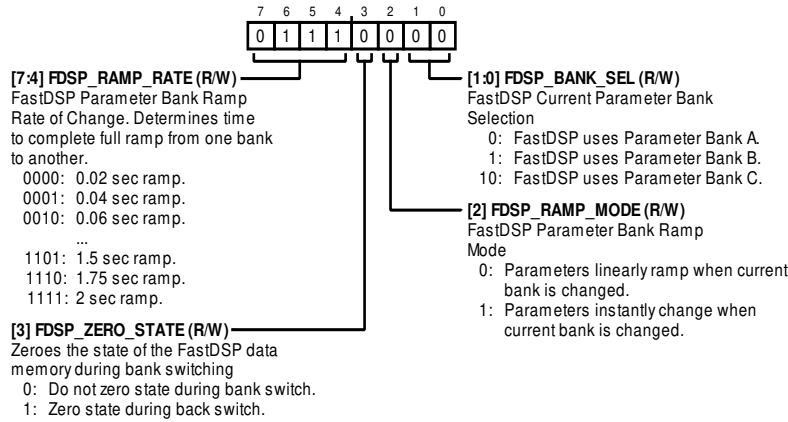 7 6 5 4 3 2 1 0
0 1 1 1 0 0 0 0
[7:4] FDSP_RAMP_RATE (R/W)
FastDSP Parameter Bank Ramp
Rate of Change. Determines time
to complete full ramp from one bank
to another.
0000: 0.02 sec ramp.
0001: 0.04 sec ramp.
0010: 0.06 sec ramp.
...
1101: 1.5 sec ramp.
1110: 1.75 sec ramp.
1111: 2 sec ramp.
[3] FDSP_ZERO_STATE (R/W)
Zeroes the state of the FastDSP data
memory during bank switching
0: Do not zero state during bank switch.
1: Zero state during back switch.
[1:0] FDSP_BANK_SEL (R/W)
FastDSP Current Parameter Bank
Selection
0: FastDSP uses Parameter Bank A.
1: FastDSP uses Parameter Bank B.
10: FastDSP uses Parameter Bank C.
[2] FDSP_RAMP_MODE (R/W)
FastDSP Parameter Bank Ramp
Mode
0: Parameters linearly ramp when current
bank is changed.
1: Parameters instantly change when
current bank is changed.